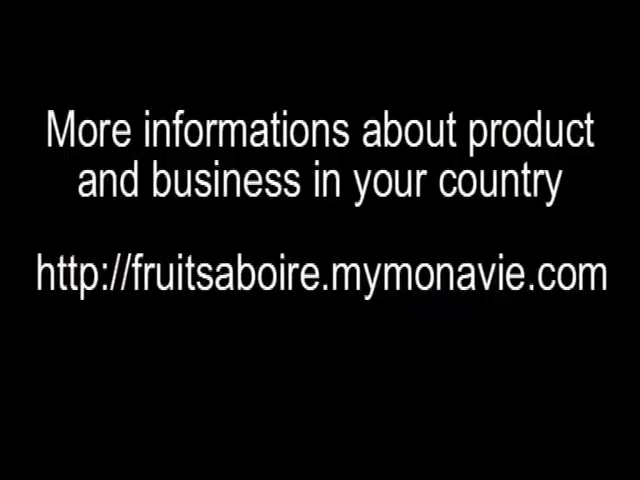 More informations about product
and business in your country
http://fruitsaboire.mymonavie.com